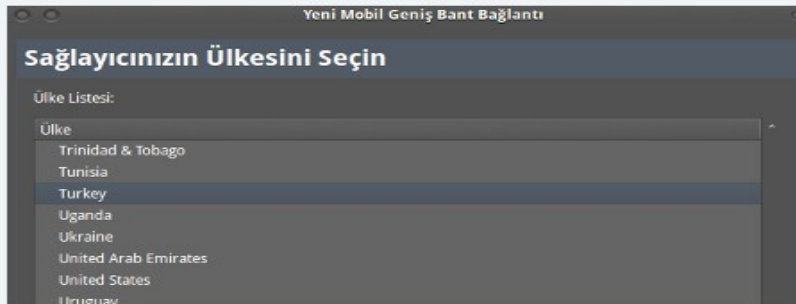 Yeni Mobil Geniş Bant Bağlantı
Sağlayıcınızın Ülkesini Seçin
Ülke Listesi:
Ülke
Trinidad & Tobago
Tunisia
Turkey
Uganda
Ukraine
United Arab Emirates
United States
Uruguay